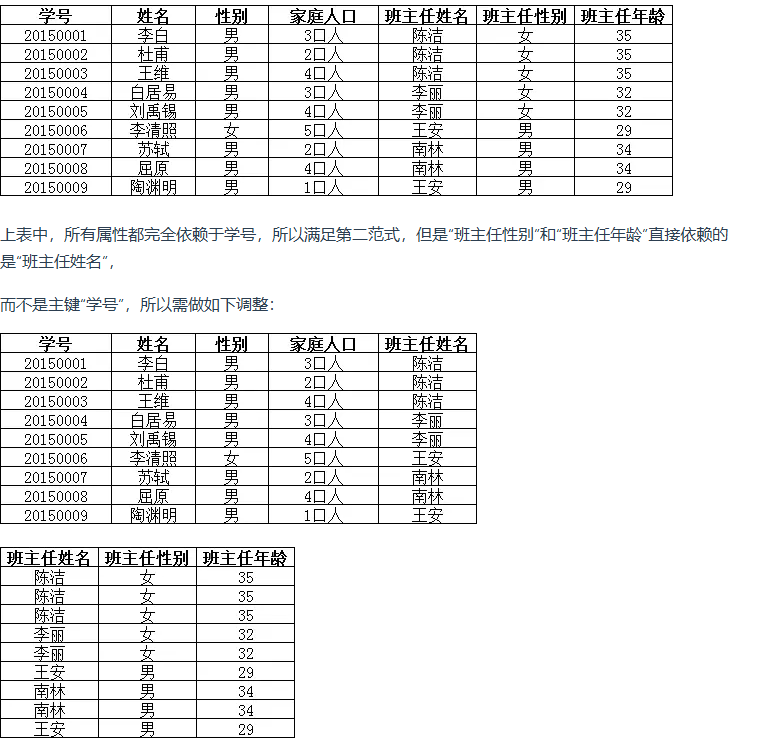 学号 姓名 性别 家庭人口 班主任姓名 班主任性别 班主任年龄
20150001 李白 男 3口人 陈洁 女 35
20150002 杜甫 男 2口人 陈洁 女 35
20150003 王维 男 4口人 陈洁 女 35
20150004 白居易 男 3口人 李丽 女 32
20150005 刘禹锡 男 4口人 李丽 女 32
20150006 李清照 女 5口人 王安 男 29
20150007 苏轼 男 2口人 南林 男 34
20150008 屈原 男 4口人 南林 男 34
20150009 陶渊明 男 1口人 王安 男 29
上表中，所有属性都完全依赖于学号，所以满足第二范式，但是“班主任性别”和“班主任年龄”直接依赖的
是“班主任姓名”，
而不是主键“学号”，所以需做如下调整：
学号 姓名 性别 家庭人口 班主任姓名
20150001 李白 男 3口人 陈洁
20150002 杜甫 男 2口人 陈洁
20150003 王维 男 4口人 陈洁
20150004 白居易 男 3口人 李丽
20150005 刘禹锡 男 4口人 李丽
20150006 李清照 女 5口人 王安
20150007 苏轼 男 2口人 南林
20150008 屈原 男 4口人 南林
20150009 陶渊明 男 1口人 王安
班主任姓名 班主任性别 班主任年龄
陈洁 女 35
陈洁 女 35
陈洁 女 35
李丽 女 32
李丽 女 32
王安 男 29
南林 男 34
南林 男 34
王安 男 29